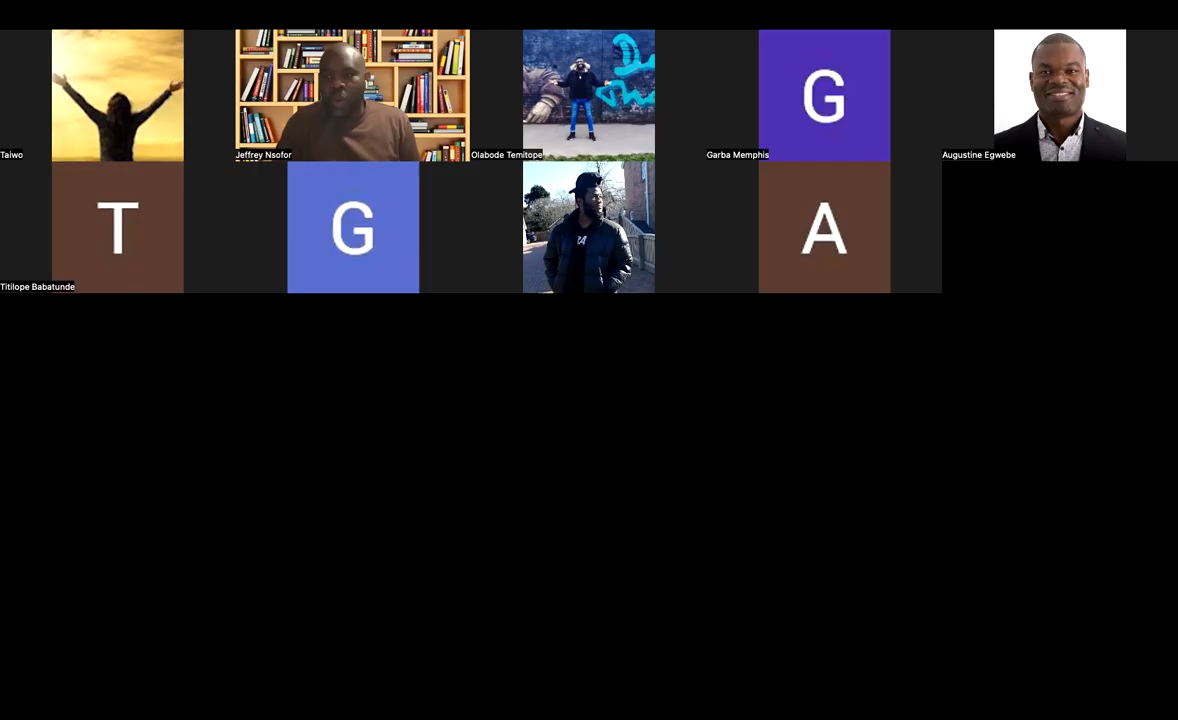 G
Taiwo
Jeffrey Nsofor
Olabode Temitope
Garba Memphis
Augustine Egwebe
T
G
A
Titilope Babatunde